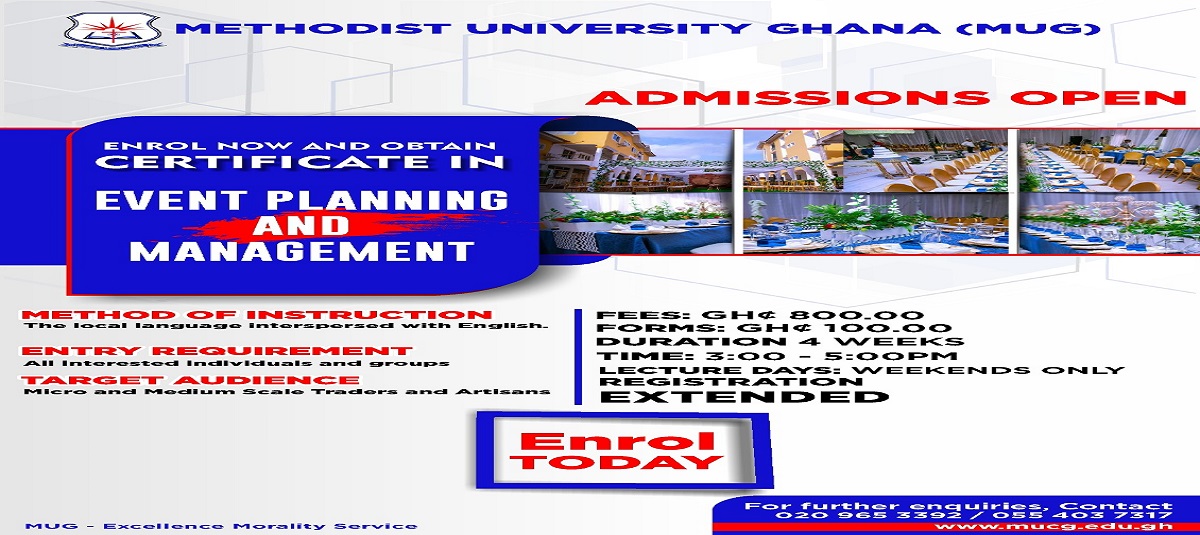 METHODIST UNIVERSITY GHANA (MUG)
ADMISSIONS OPEN
ENROL NOW AND OBTAIN
CERTIFICATE IN
EVENT PLANNING
AND
MANAGEMENT
METHOD OF INSTRUCTION
The local language interspersed with English.
ENTRY REQUIREMENT
All interested individuals and groups
TARGET AUDIENCE
Micro and Medium Scale Traders and Artisans
FEES: GH¢ 800.00
FORMS: GH¢ 100.00
DURATION 4 WEEKS
TIME: 3:00 - 5:00PM
LECTURE DAYS: WEEKENDS ONLY
REGISTRATION
EXTENDED
Enrol
TODAY
MUG - Excellence Morality Service
For further enquiries, Contact
020 965 3392 / 055 403 7317
www.mucg.edu.gh